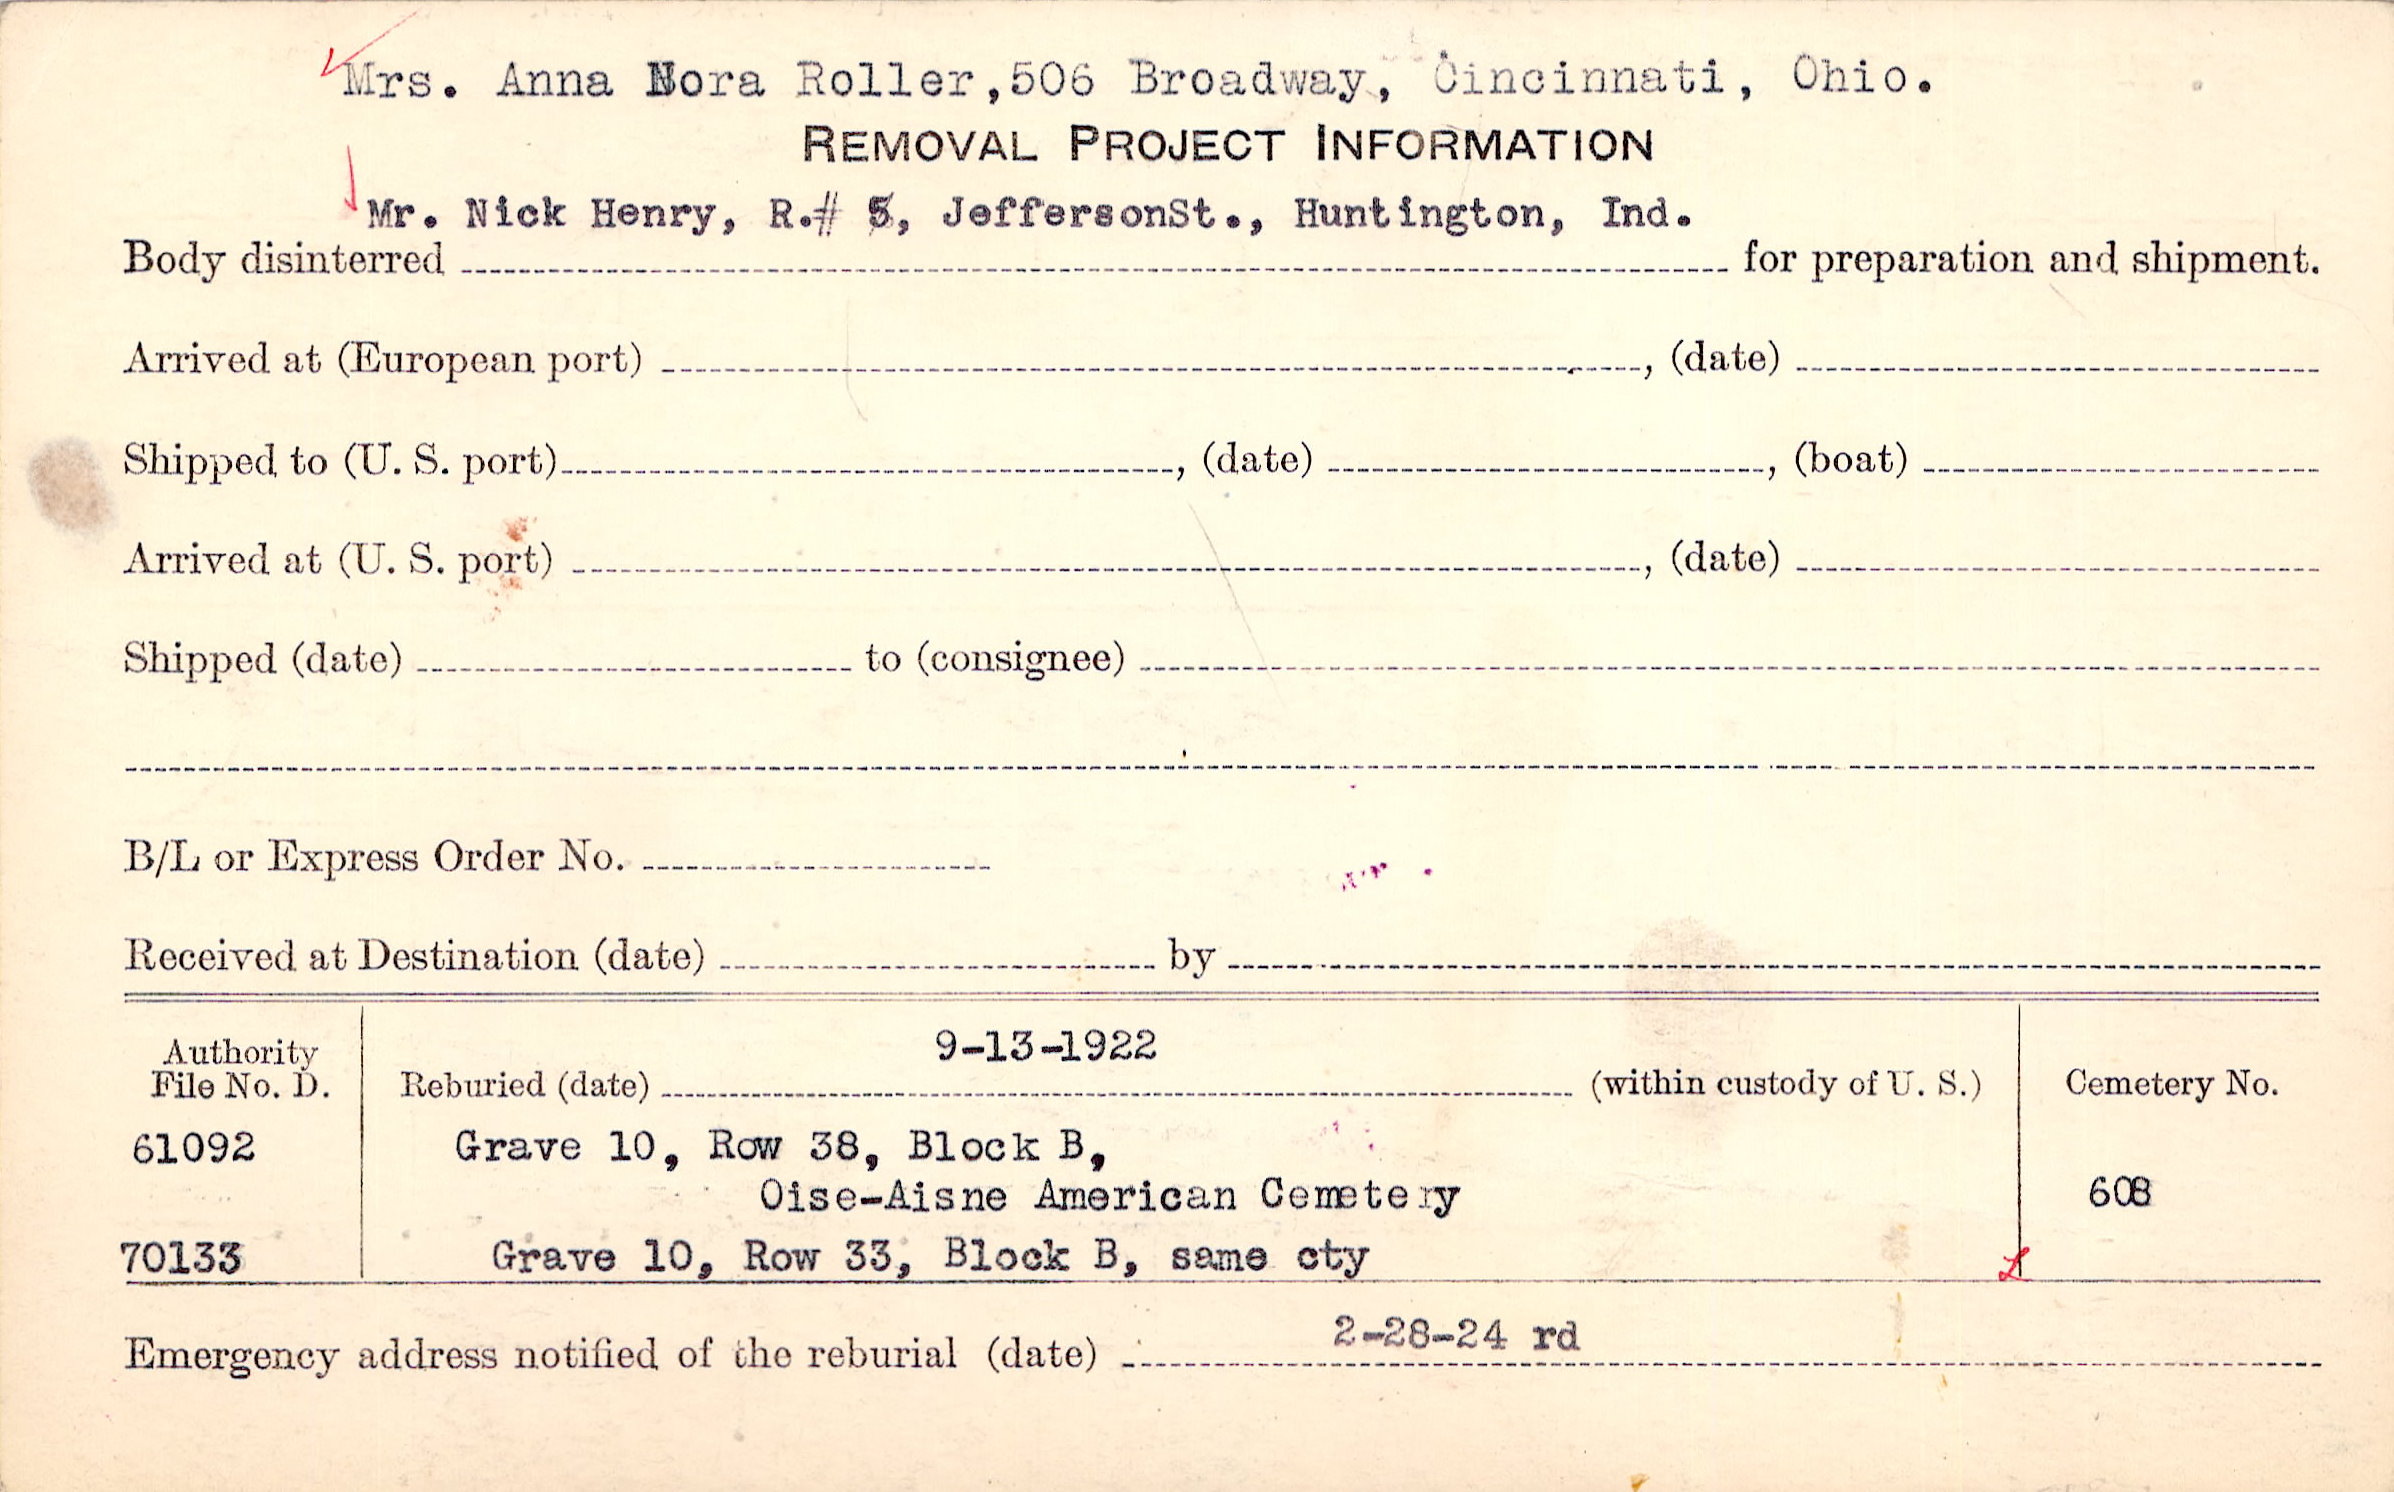 Mrs. Anna Nora Roller,506 Broadway, Cincinnati, Ohio.
REMOVAL PROJECT INFORMATION
Mr. Nick Henry, R.# 5, JeffersonSt., Huntington, Ind.
Body disinterred for preparation and shipment.
Arrived at (European port) , (date)
Shipped to (U. S. port) , (date) , (boat)
Arrived at (U. S. port) , (date)
Shipped (date) to (consignee)
B/L or Express Order No.
Received at Destination (date) by
Authority File No. D.
9-13-1922
Reburied (date) (within custody of U. S.)
Cemetery No.
61092 Grave 10, Row 38, Block B,
Oise-Aisne American Cemetery 608
70133 Grave 10, Row 33, Block B, same cty
Emergency address notified of the reburial (date) 2-28-24 rd